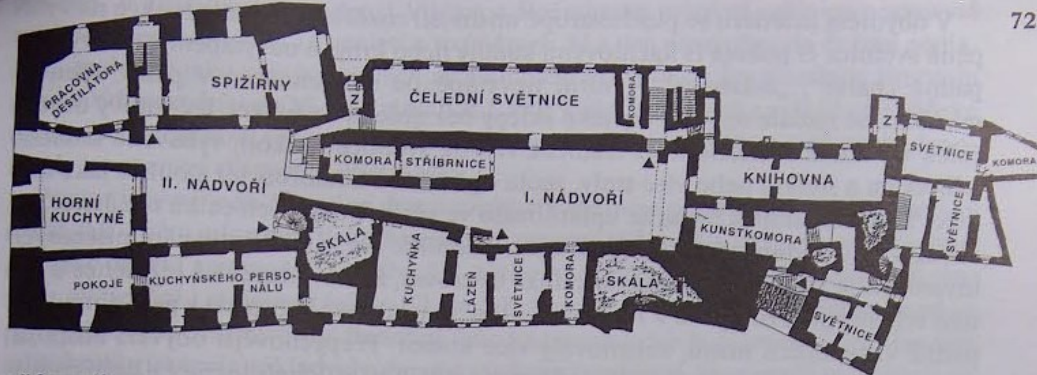 72
PRACOVNA
DESTILÁTORA
SPIŽÍRNY
Z
ČELEDNÍ SVĚTNICE
KOMORA
Z
SVĚTNICE
KOMORA
KOMORA
STŘÍBRNICE
KNIHOVNA
HORNÍ
KUCHYNĚ
II. NÁDVOŘÍ
I. NÁDVOŘÍ
SVĚTNICE
SKÁLA
KUNSTKOMORA
POKOJE
KUCHYŇSKÉHO
PERSO-
NÁLU
KUCHYŇKA
LÁZEŇ
SVĚTNICE
KOMORA
SKÁLA
SVĚTNICE